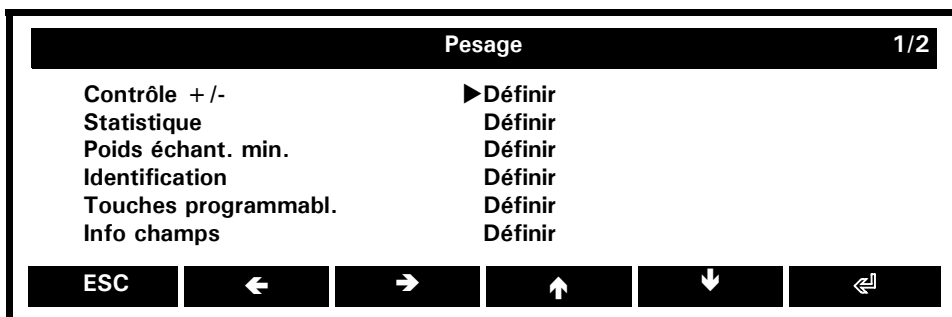 Pesage 1/2
Contrôle +/- ▶Définir
Statistique Définir
Poids échant. min. Définir
Identification Définir
Touches programmabl. Définir
Info champs Définir
ESC ← → ↑ ↓ ↵